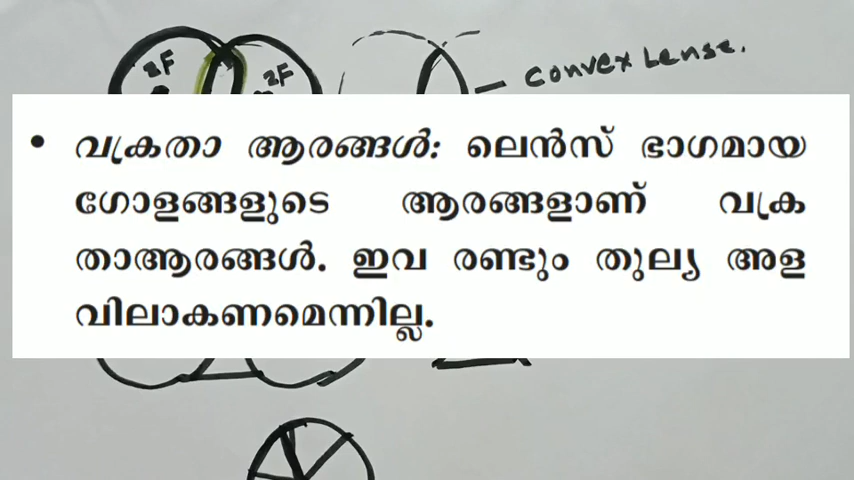 2F
2F
convex Lense.
• വക്രതാ ആരങ്ങൾ: ലെൻസ് ഭാഗമായ
ഗോളങ്ങളുടെ ആരങ്ങളാണ് വക്ര
താആരങ്ങൾ. ഇവ രണ്ടും തുല്യ അള
വിലാകണമെന്നില്ല.